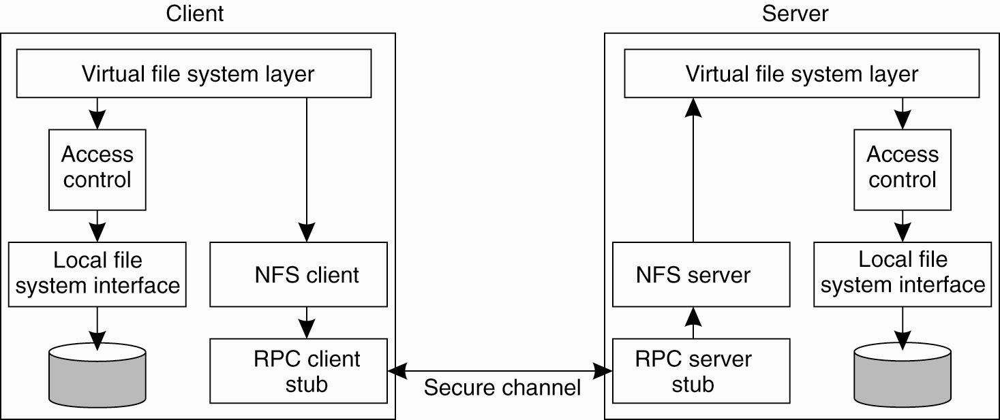 Client
Server
Virtual file system layer
Virtual file system layer
Access
control
Access
control
Local file
system interface
NFS client
NFS server
Local file
system interface
RPC client
stub
Secure channel
RPC server
stub